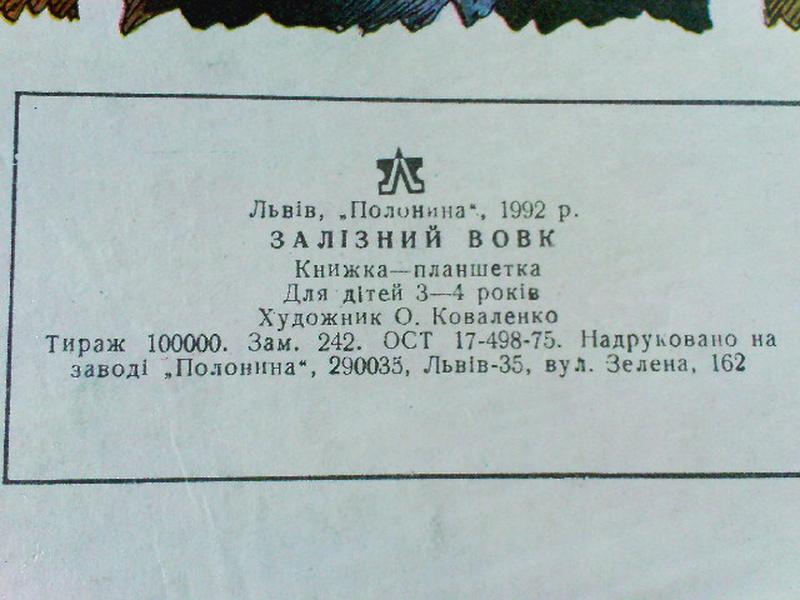 Львів, „Полонина“, 1992 р.
ЗАЛІЗНИЙ ВОВК
Книжка—планшетка
Для дітей 3—4 років
Художник О. Коваленко
Тираж 100000. Зам. 242. ОСТ 17-498-75. Надруковано на
заводі „Полонина“, 290035, Львів-35, вул. Зелена, 162